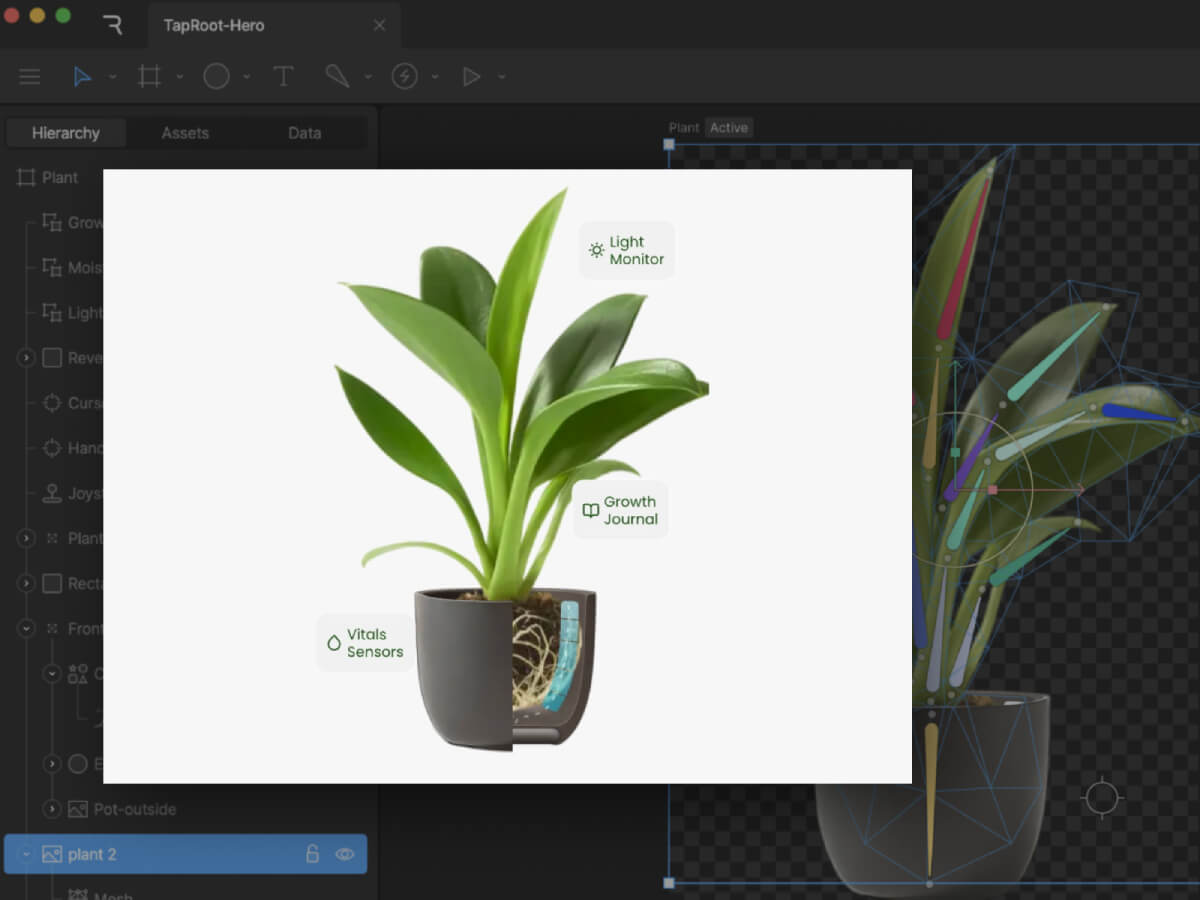 TapRoot-Hero
Hierarchy
Assets
Data
Plant
Active
Plant
Grow
Mois
Light
Reve
Curs
Hand
Joys
Plant
Recta
Front
Pot-outside
plant 2
Mesh
Light
Monitor
Growth
Journal
Vitals
Sensors